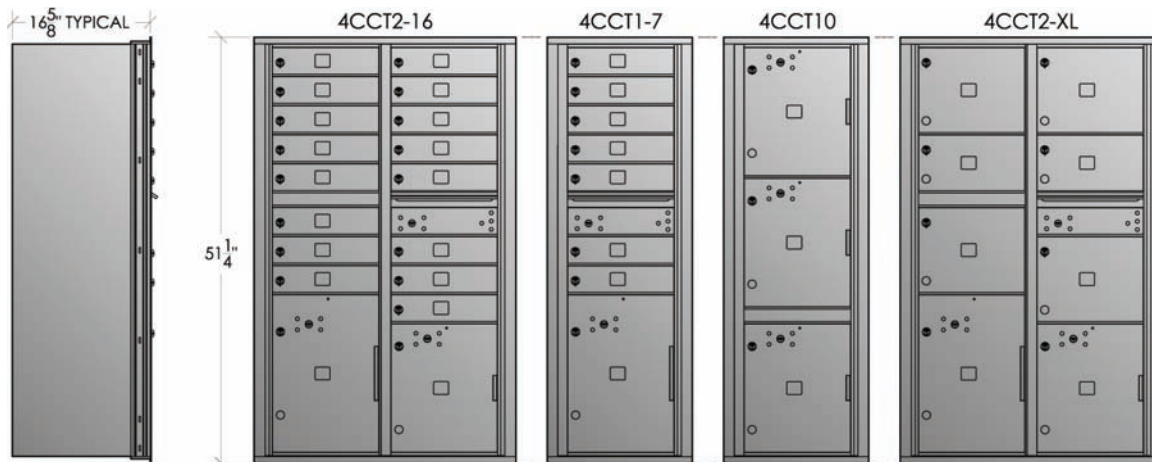 16 5/8" TYPICAL
4CCT2-16
4CCT1-7
4CCT10
4CCT2-XL
51 1/4"